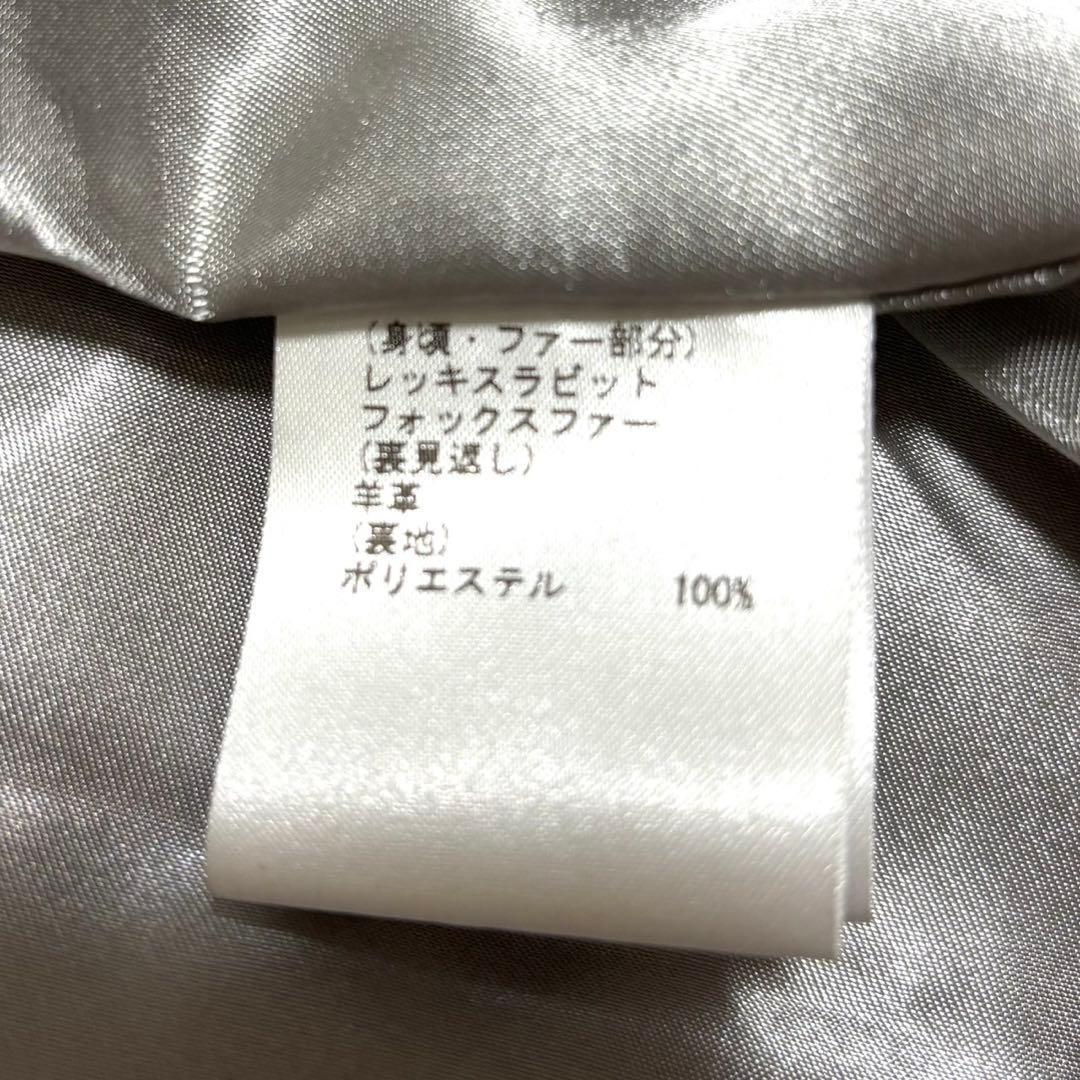 (身頃・ファー部分)
レッキスラビット
フォックスファー
(裏見返し)
羊革
(裏地)
ポリエステル 100%